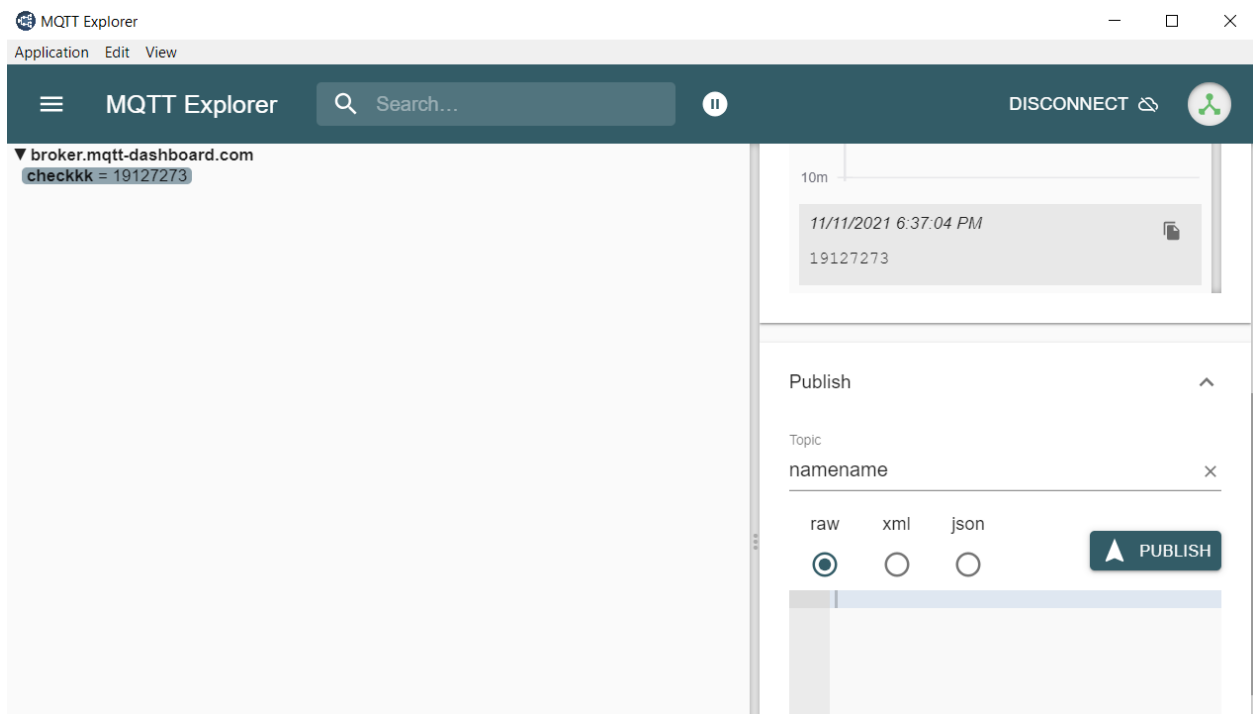 MQTT Explorer
Application Edit View
MQTT Explorer
Search...
DISCONNECT
▼ broker.mqtt-dashboard.com
checkkk = 19127273
10m
11/11/2021 6:37:04 PM
19127273
Publish
Topic
namename
raw xml json
PUBLISH